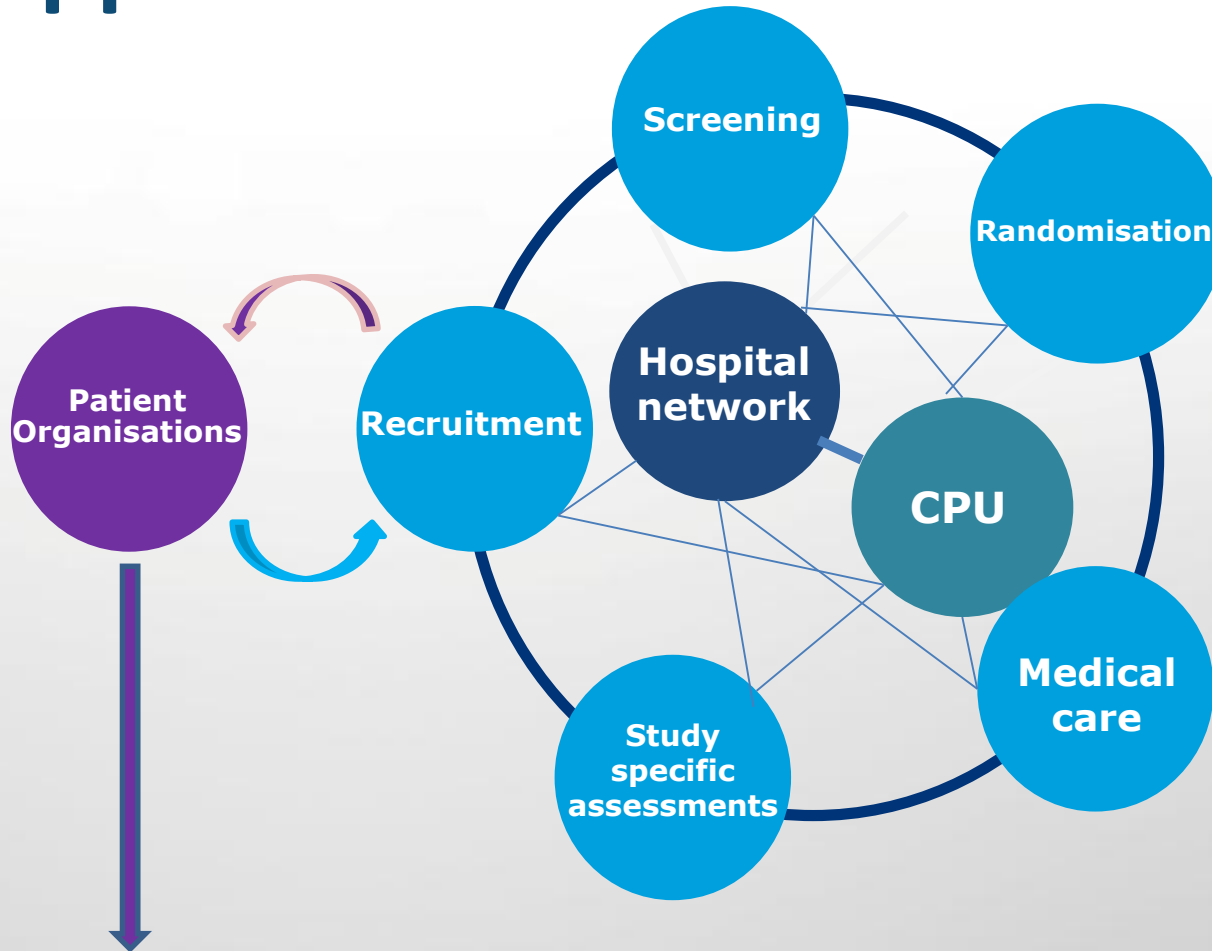 Screening
Randomisation
Hospital
network
Patient
Organisations
Recruitment
CPU
Medical
care
Study
specific
assessments